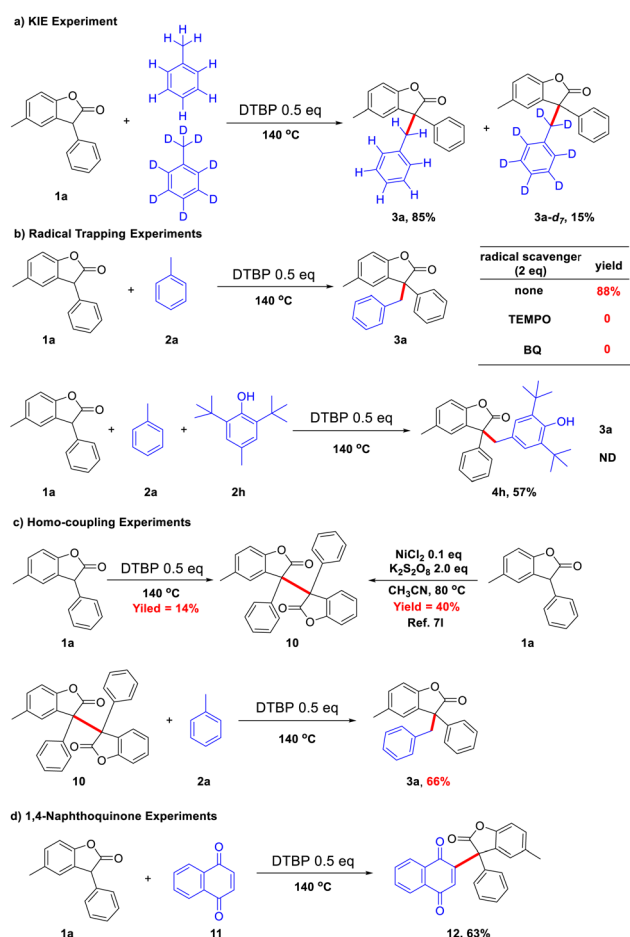 a) KIE Experiment
H
H H
H H
H H
H
D
D D
D D
D D
D
O
O
1a
+
DTBP 0.5 eq
140 °C
O
O
H
H
H H
H H
H
3a, 85%
+
O
O
D
D
D D
D D
D
3a-d7, 15%
b) Radical Trapping Experiments
O
O
1a
+
2a
DTBP 0.5 eq
140 °C
O
O
3a
radical scavenger (2 eq) yield
none 88%
TEMPO 0
BQ 0
O
O
1a
+
2a
+
OH
2h
DTBP 0.5 eq
140 °C
O
O
OH
4h, 57%
3a
ND
c) Homo-coupling Experiments
O
O
1a
DTBP 0.5 eq
140 °C
Yiled = 14%
O
O
O
O
10
NiCl2 0.1 eq
K2S2O8 2.0 eq
CH3CN, 80 °C
Yield = 40%
Ref. 7l
O
O
1a
O
O
O
O
10
+
2a
DTBP 0.5 eq
140 °C
O
O
3a, 66%
d) 1,4-Naphthoquinone Experiments
O
O
1a
+
O
O
11
DTBP 0.5 eq
140 °C
O
O
O
O
12, 63%